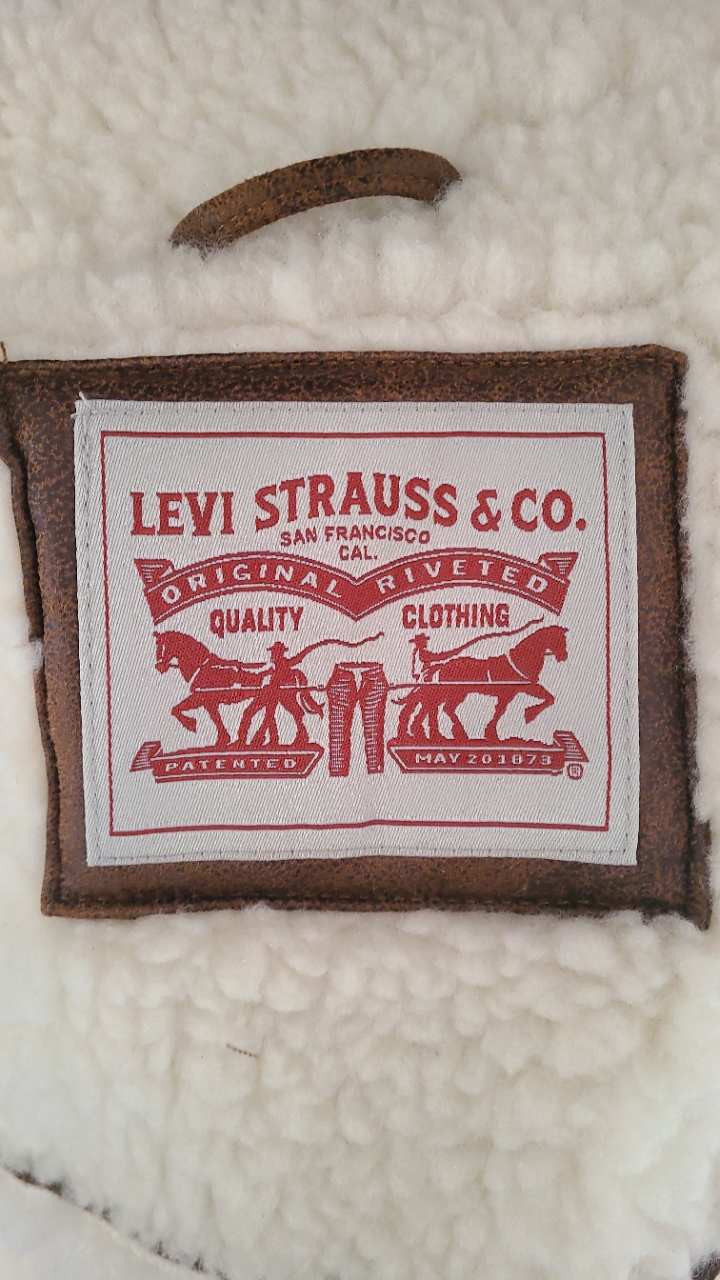 LEVI STRAUSS & CO.
SAN FRANCISCO
CAL.
ORIGINAL RIVETED
QUALITY CLOTHING
PATENTED MAY 20 1873 ®